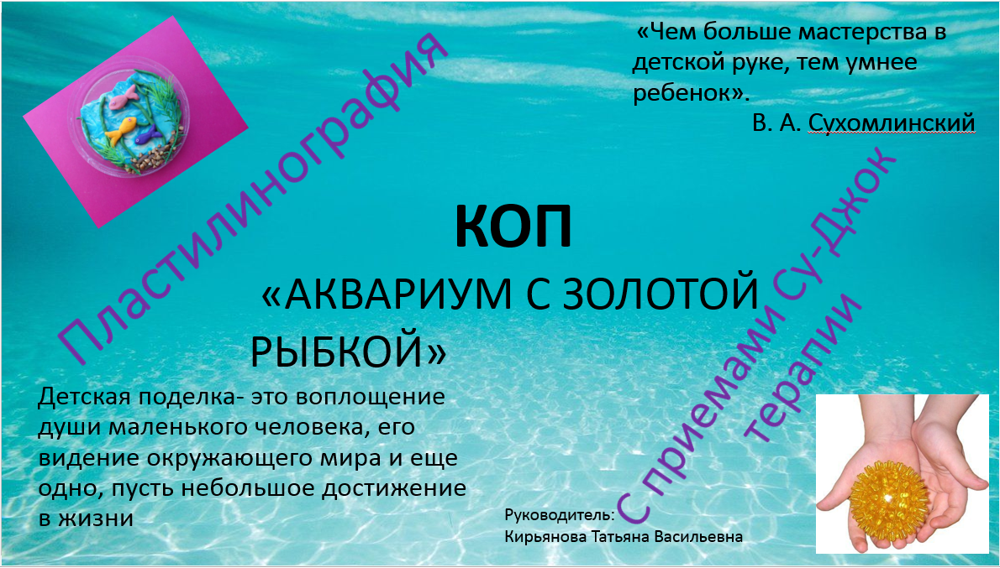 Пластилинография
«Чем больше мастерства в
детской руке, тем умнее
ребенок».
В. А. Сухомлинский
КОП
«АКВАРИУМ С ЗОЛОТОЙ
РЫБКОЙ»
С приемами Су-Джок
терапии
Детская поделка- это воплощение
души маленького человека, его
видение окружающего мира и еще
одно, пусть небольшое достижение
в жизни
Руководитель:
Кирьянова Татьяна Васильевна